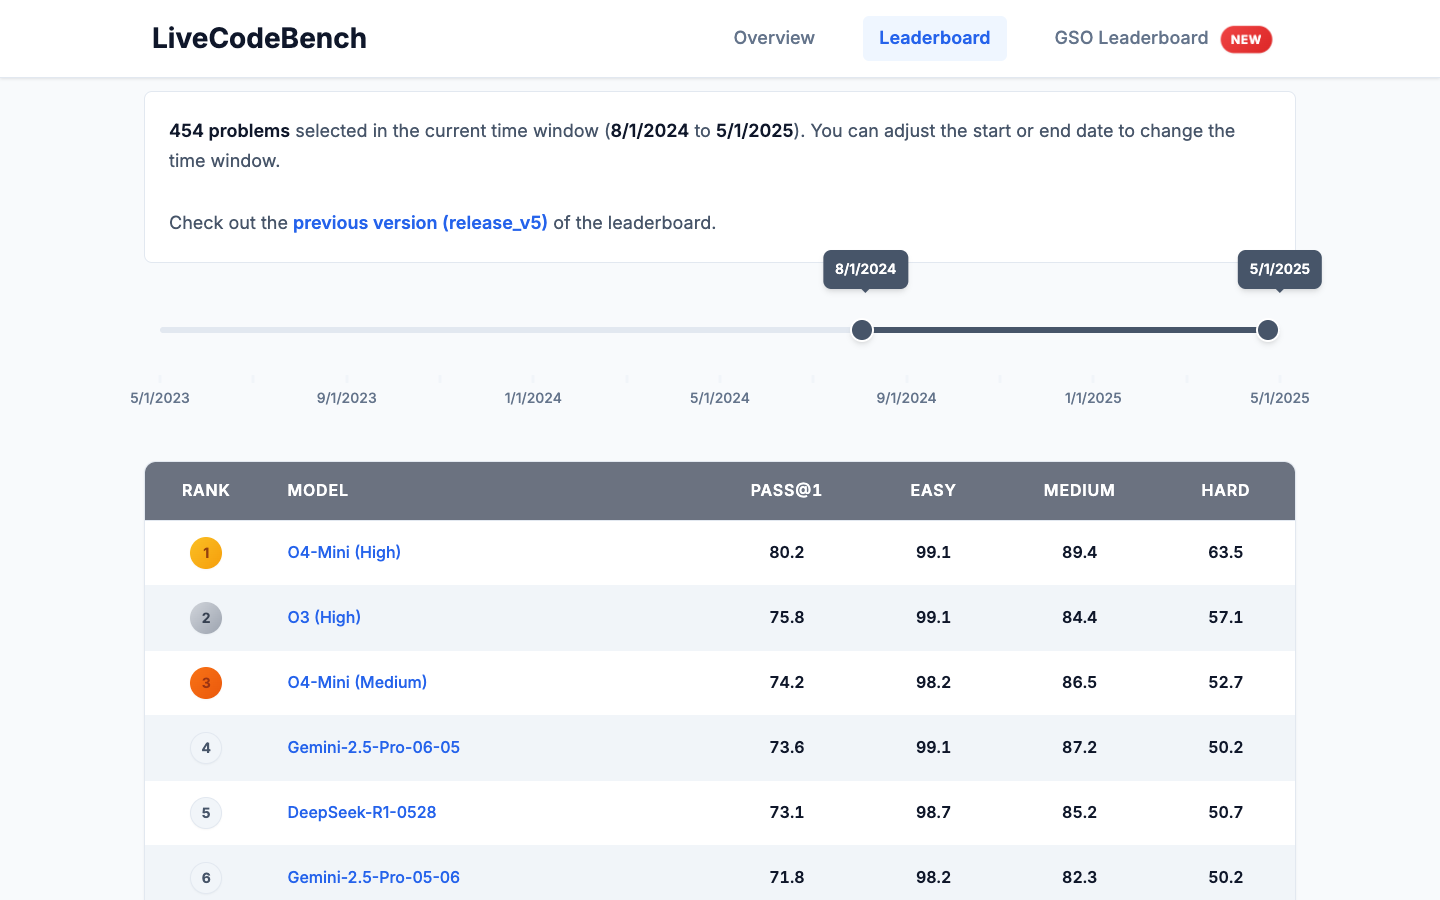 LiveCodeBench
Overview
Leaderboard
GSO Leaderboard NEW
454 problems selected in the current time window (8/1/2024 to 5/1/2025). You can adjust the start or end date to change the
time window.
Check out the previous version (release_v5) of the leaderboard.
8/1/2024 5/1/2025
5/1/2023 9/1/2023 1/1/2024 5/1/2024 9/1/2024 1/1/2025 5/1/2025
RANK MODEL PASS@1 EASY MEDIUM HARD
1 O4-Mini (High) 80.2 99.1 89.4 63.5
2 O3 (High) 75.8 99.1 84.4 57.1
3 O4-Mini (Medium) 74.2 98.2 86.5 52.7
4 Gemini-2.5-Pro-06-05 73.6 99.1 87.2 50.2
5 DeepSeek-R1-0528 73.1 98.7 85.2 50.7
6 Gemini-2.5-Pro-05-06 71.8 98.2 82.3 50.2